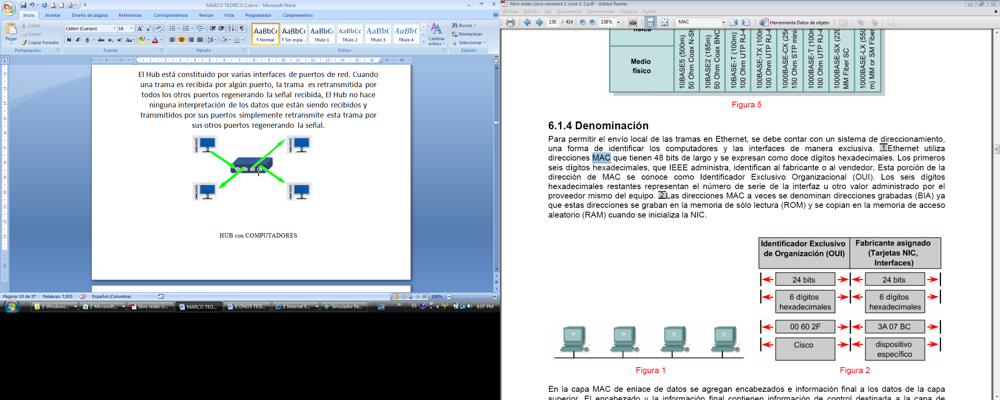 MARCO TEORICO 2.docx - Microsoft Word
Inicio Insertar Diseño de página Referencias Correspondencia Revisar Vista Programador Complementos
Pegar
Cortar
Copiar
Copiar formato
Portapapeles
Calibri (Cuerpo) 16
Fuente
Párrafo
AaBbCc AaBbCc AaBbC AaBbCc AaBbC AaBbC
¶ Normal ¶ Sin espa... Título 1 Título 2 Título 3 Título 4
Cambiar estilos
Estilos
Buscar
Reemplazar
Seleccionar
Edición
El Hub está constituido por varias interfaces de puertos de red. Cuando
una trama es recibida por algún puerto, la trama es retransmitida por
todos los otros puertos regenerando la señal recibida, El Hub no hace
ninguna interpretación de los datos que están siendo recibidos y
transmitidos por sus puertos simplemente retransmite esta trama por
sus otros puertos regenerando la señal.
HUB con COMPUTADORES
Página: 10 de 37 Palabras: 7,833 Español (Colombia) 100%
2 Windows... 2 Microsoft... libro redes ci... MARCO TEO... ICONOS TESI... 2 Internet E... Simulador Re... ES 8:07 PM
libro redes cisco semestre 1 ccna-1-2.pdf - Adobe Reader
Archivo Edición Ver Documento Herramientas Ventana Ayuda
130 / 414 138% MAC Herramienta Datos de objeto
física
Medio
físico
10BASE5 (500m)
50 Ohm Coax N-Sty
10BASE2 (185m)
50 Ohm Coax BNC
10BASE-T (100m)
100 Ohm UTP RJ-4
100BASE-TX (100m
100 Ohm UTP RJ-4
1000BASE-CX (25m
150 Ohm STP mini-
1000BASE-T (100m
100 Ohm UTP RJ-4
1000BASE-SX (220
MM Fiber SC
1000BASE-LX (550
m) MM or SM Fiber
Figura 5
6.1.4 Denominación
Para permitir el envío local de las tramas en Ethernet, se debe contar con un sistema de direccionamiento,
una forma de identificar los computadores y las interfaces de manera exclusiva. 1 Ethernet utiliza
direcciones MAC que tienen 48 bits de largo y se expresan como doce dígitos hexadecimales. Los primeros
seis dígitos hexadecimales, que IEEE administra, identifican al fabricante o al vendedor. Esta porción de la
dirección de MAC se conoce como Identificador Exclusivo Organizacional (OUI). Los seis dígitos
hexadecimales restantes representan el número de serie de la interfaz u otro valor administrado por el
proveedor mismo del equipo. 2 Las direcciones MAC a veces se denominan direcciones grabadas (BIA) ya
que estas direcciones se graban en la memoria de sólo lectura (ROM) y se copian en la memoria de acceso
aleatorio (RAM) cuando se inicializa la NIC.
? ? ? ?
Figura 1
Identificador Exclusivo
de Organización (OUI)
Fabricante asignado
(Tarjetas NIC,
Interfaces)
24 bits 24 bits
6 dígitos
hexadecimales
6 dígitos
hexadecimales
00 60 2F 3A 07 BC
Cisco
dispositivo
específico
Figura 2
En la capa MAC de enlace de datos se agregan encabezados e información final a los datos de la capa
superior. El encabezado y la información final contienen información de control destinada a la capa de